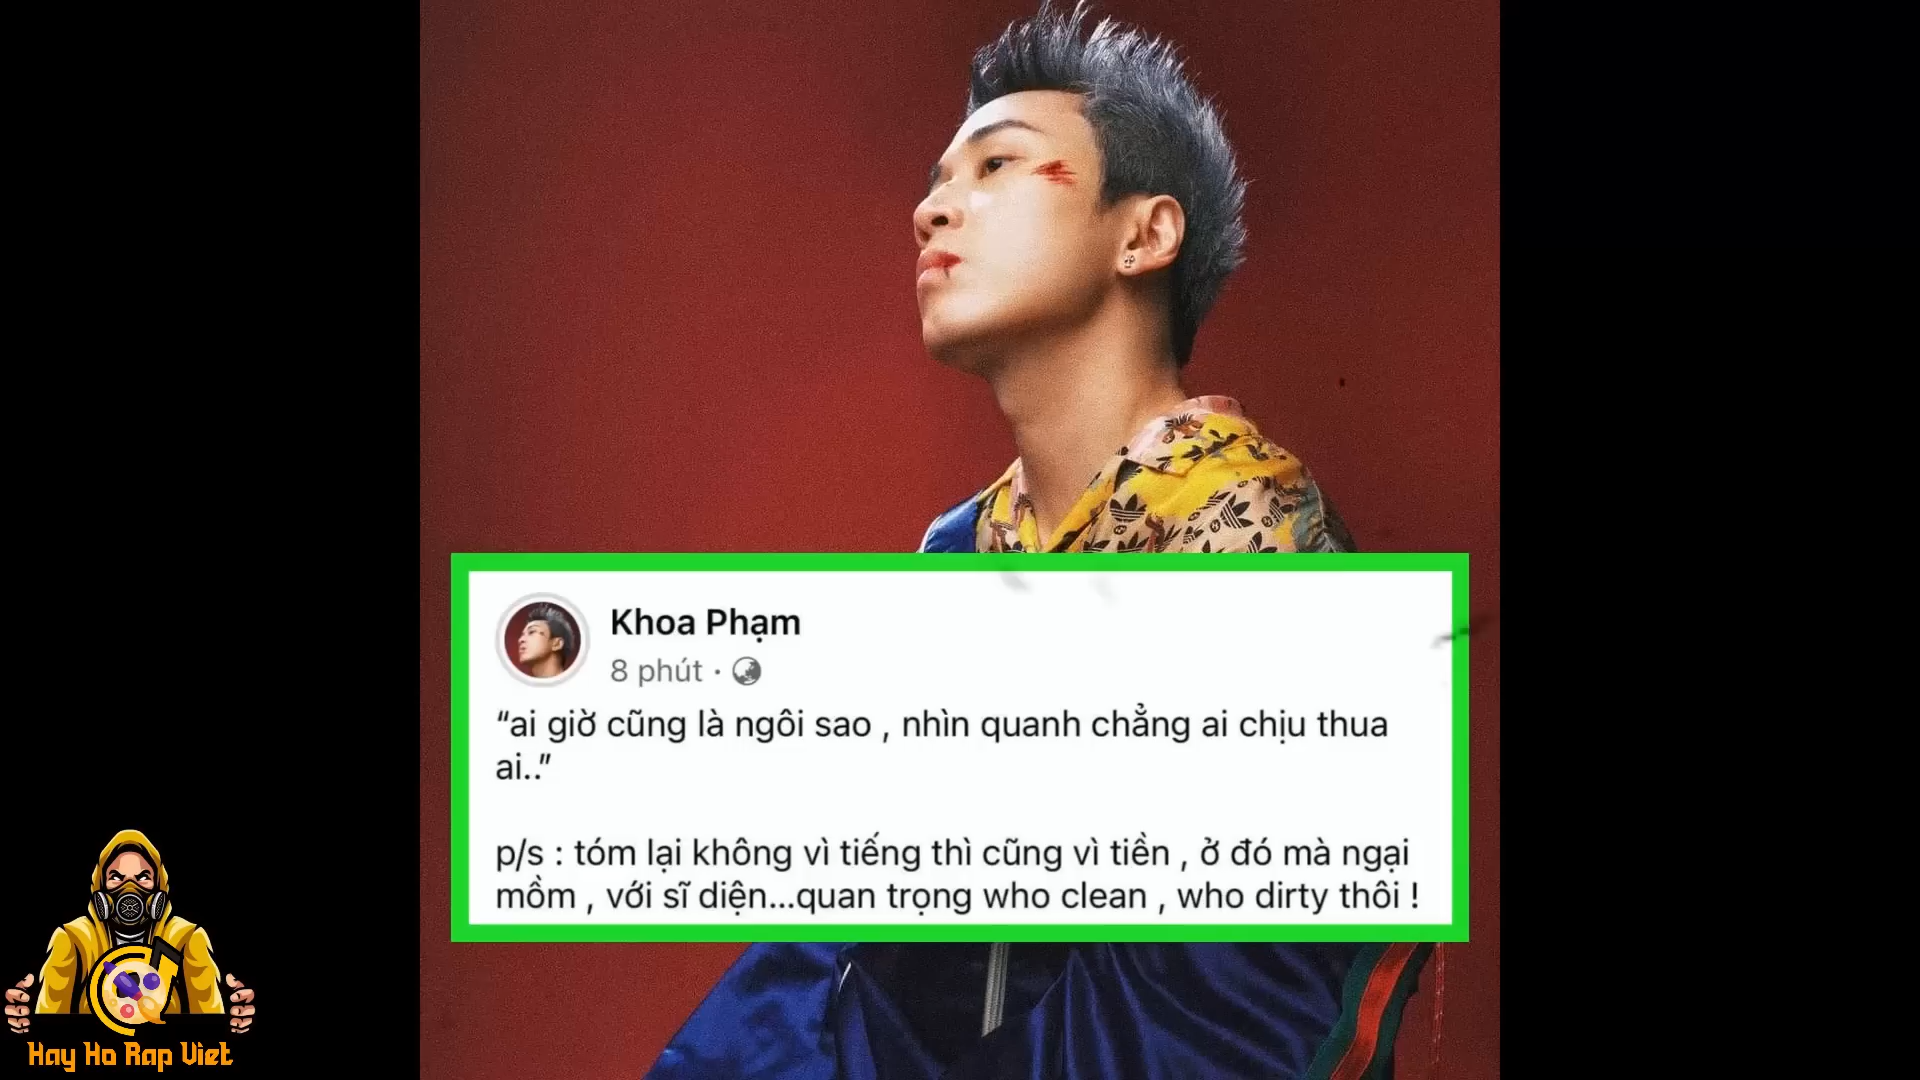 Khoa Phạm
8 phút ·
“ai giờ cũng là ngôi sao , nhìn quanh chẳng ai chịu thua
ai..”
p/s : tóm lại không vì tiếng thì cũng vì tiền , ở đó mà ngại
mồm , với sĩ diện...quan trọng who clean , who dirty thôi !
Hay Ho Rap Viet